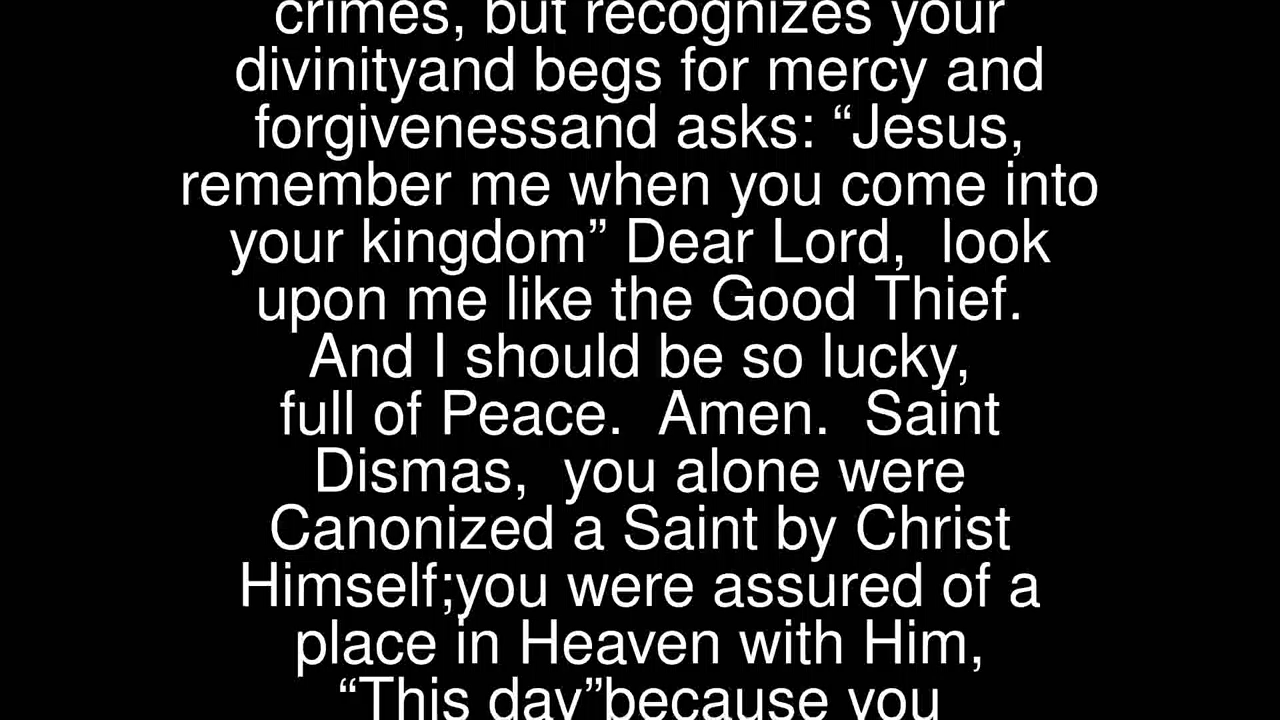 crimes, but recognizes your
divinityand begs for mercy and
forgivenessand asks: “Jesus,
remember me when you come into
your kingdom” Dear Lord,  look
upon me like the Good Thief.
And I should be so lucky,
full of Peace.  Amen.  Saint
Dismas,  you alone were
Canonized a Saint by Christ
Himself;you were assured of a
place in Heaven with Him,
“This day”because you